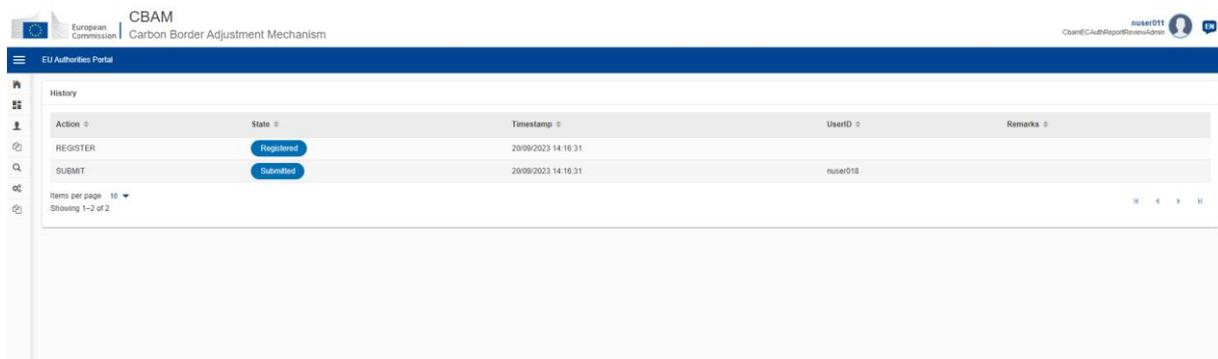 European Commission
CBAM
Carbon Border Adjustment Mechanism
nuser011
CbamECAuthReportReviewAdmin
EN
EU Authorities Portal
History
Action State Timestamp UserID Remarks
REGISTER Registered 20/09/2023 14:16:31
SUBMIT Submitted 20/09/2023 14:16:31 nuser018
Items per page 10
Showing 1–2 of 2